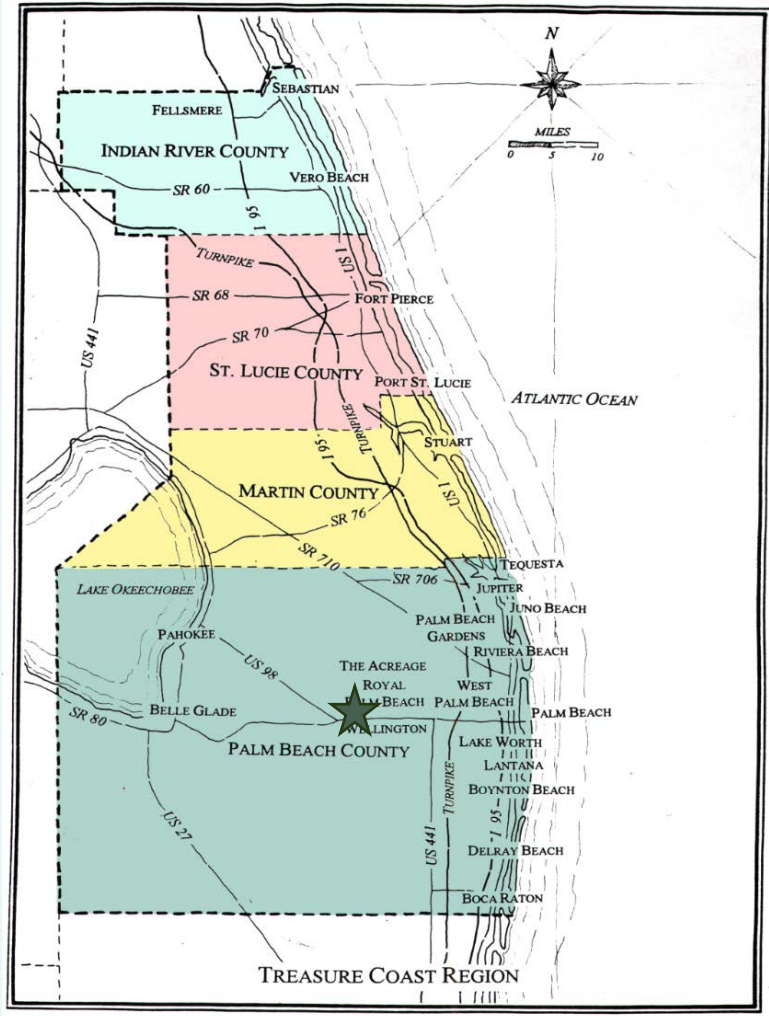 N
SEBASTIAN
MILES
0 5 10
FELLSMERE
INDIAN RIVER COUNTY
VERO BEACH
SR 60
I 95
TURNPIKE
US 1
SR 68
FORT PIERCE
SR 70
US 441
ST. LUCIE COUNTY
PORT ST. LUCIE
ATLANTIC OCEAN
TURNPIKE
I 95
STUART
MARTIN COUNTY
US 1
SR 76
SR 710
TEQUESTA
SR 706
JUPITER
LAKE OKEECHOBEE
JUNO BEACH
PALM BEACH
GARDENS
PAHOKEE
RIVIERA BEACH
US 98
THE ACREAGE
ROYAL
BEACH
WEST
PALM BEACH
BELLE GLADE
SR 80
PALM BEACH
WELLINGTON
LAKE WORTH
PALM BEACH COUNTY
LANTANA
TURNPIKE
BOYNTON BEACH
I 95
US 27
US 441
DELRAY BEACH
BOCA RATON
TREASURE COAST REGION